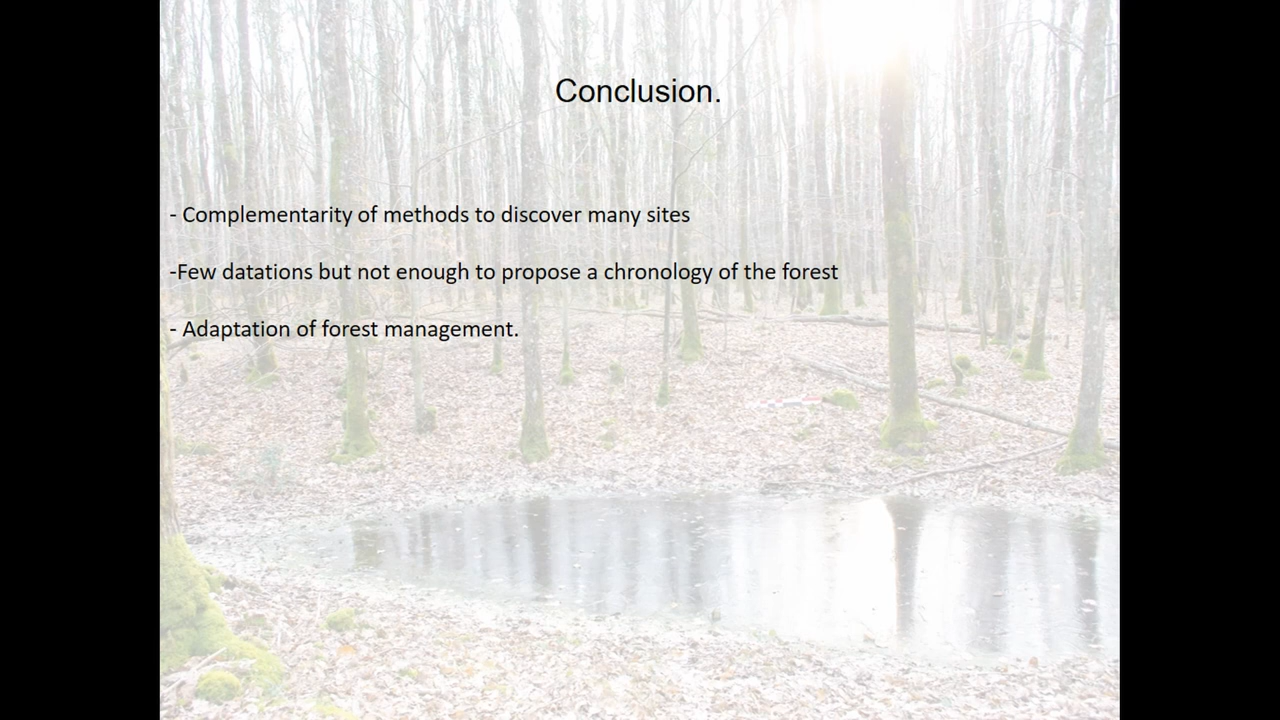 Conclusion.
- Complementarity of methods to discover many sites
-Few datations but not enough to propose a chronology of the forest
- Adaptation of forest management.